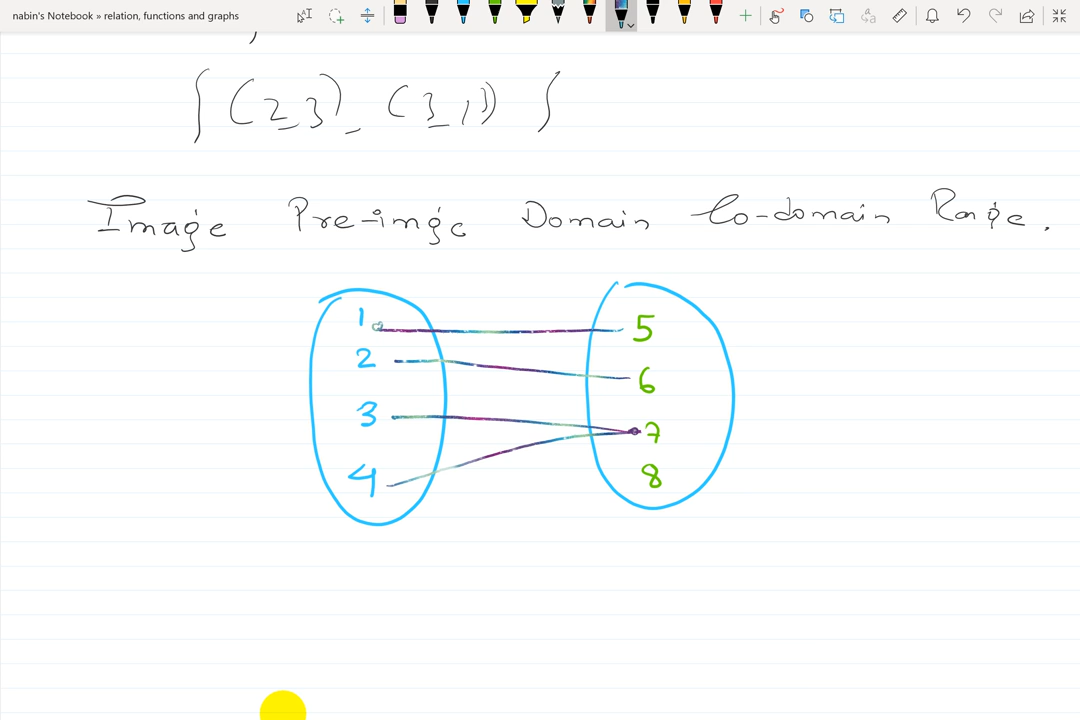 nabin's Notebook » relation, functions and graphs
{ (2,3), (3,1) }
Image Pre-imge Domain Co-domain Range.
1 5
2 6
3 7
4 8